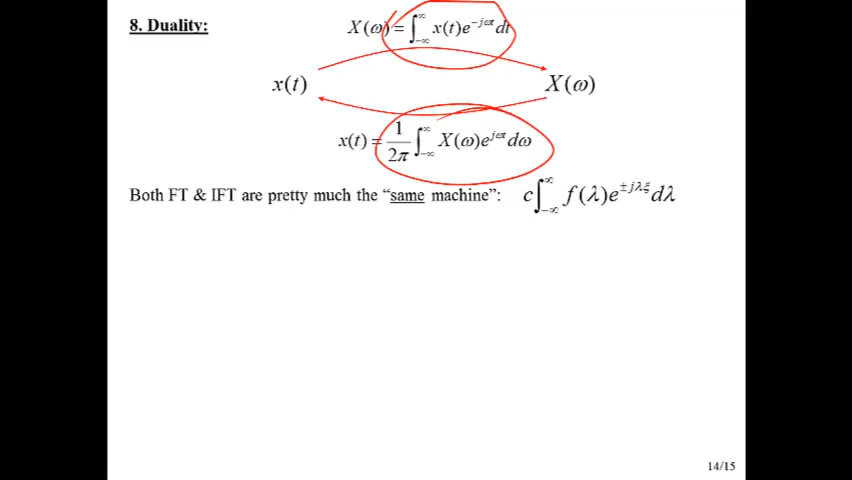 8. Duality:
X(ω) = ∫_{-∞}^{∞} x(t)e^{-jωt}dt
x(t) X(ω)
x(t) = 1/2π ∫_{-∞}^{∞} X(ω)e^{jωt}dω
Both FT & IFT are pretty much the “same machine”: c∫_{-∞}^{∞} f(λ)e^{±jλξ}dλ
14/15